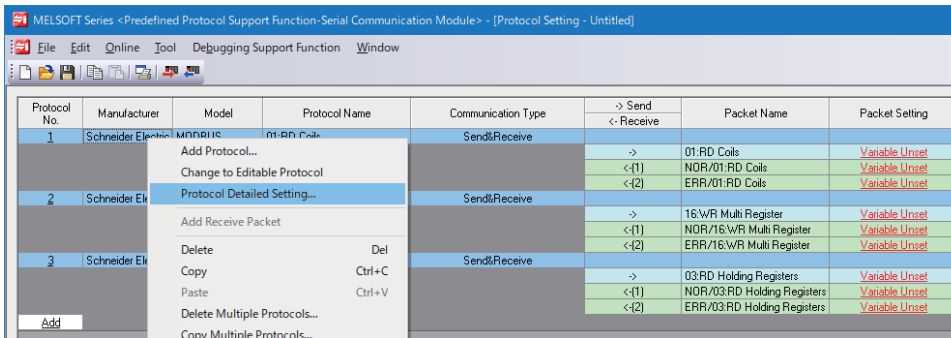 MELSOFT Series <Predefined Protocol Support Function-Serial Communication Module> - [Protocol Setting - Untitled]
File Edit Online Tool Debugging Support Function Window
Protocol No. Manufacturer Model Protocol Name Communication Type -> Send <- Receive Packet Name Packet Setting
1 Schneider Electric MODBUS 01:RD Coils Send&Receive
-> 01:RD Coils Variable Unset
<-(1) NOR/01:RD Coils Variable Unset
<-(2) ERR/01:RD Coils Variable Unset
2 Schneider Ele Send&Receive
-> 16:WR Multi Register Variable Unset
<-(1) NOR/16:WR Multi Register Variable Unset
<-(2) ERR/16:WR Multi Register Variable Unset
3 Schneider Ele Send&Receive
-> 03:RD Holding Registers Variable Unset
<-(1) NOR/03:RD Holding Registers Variable Unset
<-(2) ERR/03:RD Holding Registers Variable Unset
Add
Add Protocol...
Change to Editable Protocol
Protocol Detailed Setting...
Add Receive Packet
Delete Del
Copy Ctrl+C
Paste Ctrl+V
Delete Multiple Protocols...
Copy Multiple Protocols...